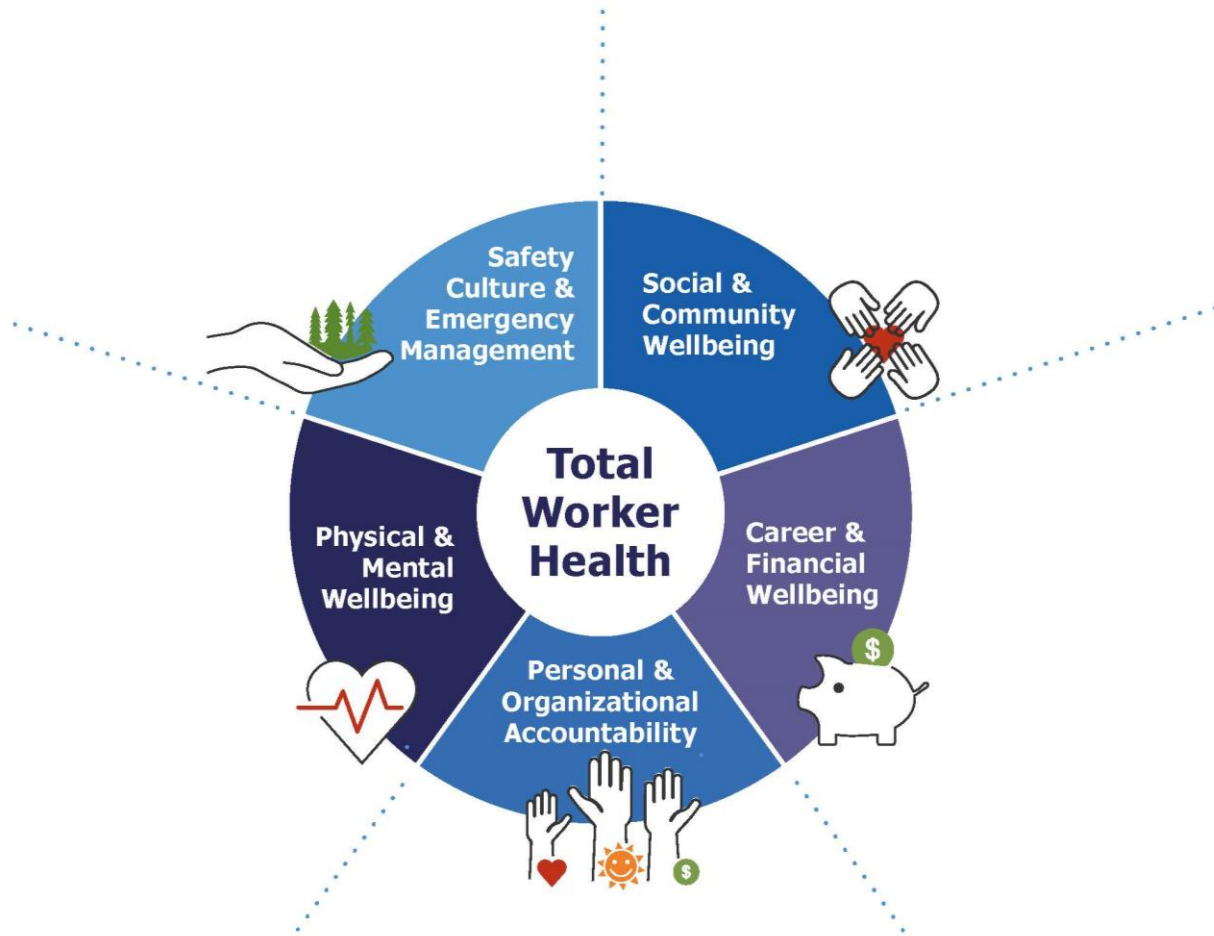 Safety
Culture &
Emergency
Management
Social &
Community
Wellbeing
Total
Worker
Health
Physical &
Mental
Wellbeing
Career &
Financial
Wellbeing
$
Personal &
Organizational
Accountability
$